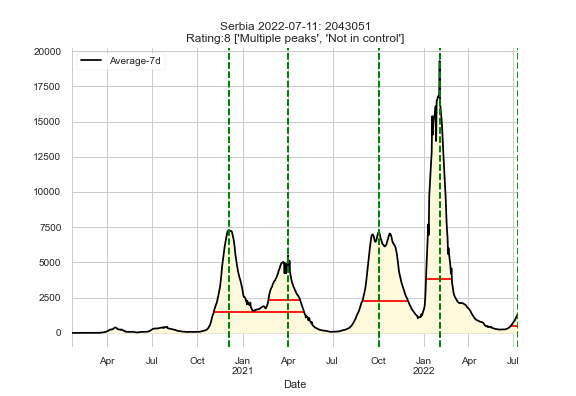 Serbia 2022-07-11: 2043051
Rating:8 ['Multiple peaks', 'Not in control']
20000
17500
15000
12500
10000
7500
5000
2500
0
Average-7d
Apr
Jul
Oct
Jan
2021
Apr
Jul
Oct
Jan
2022
Apr
Jul
Date